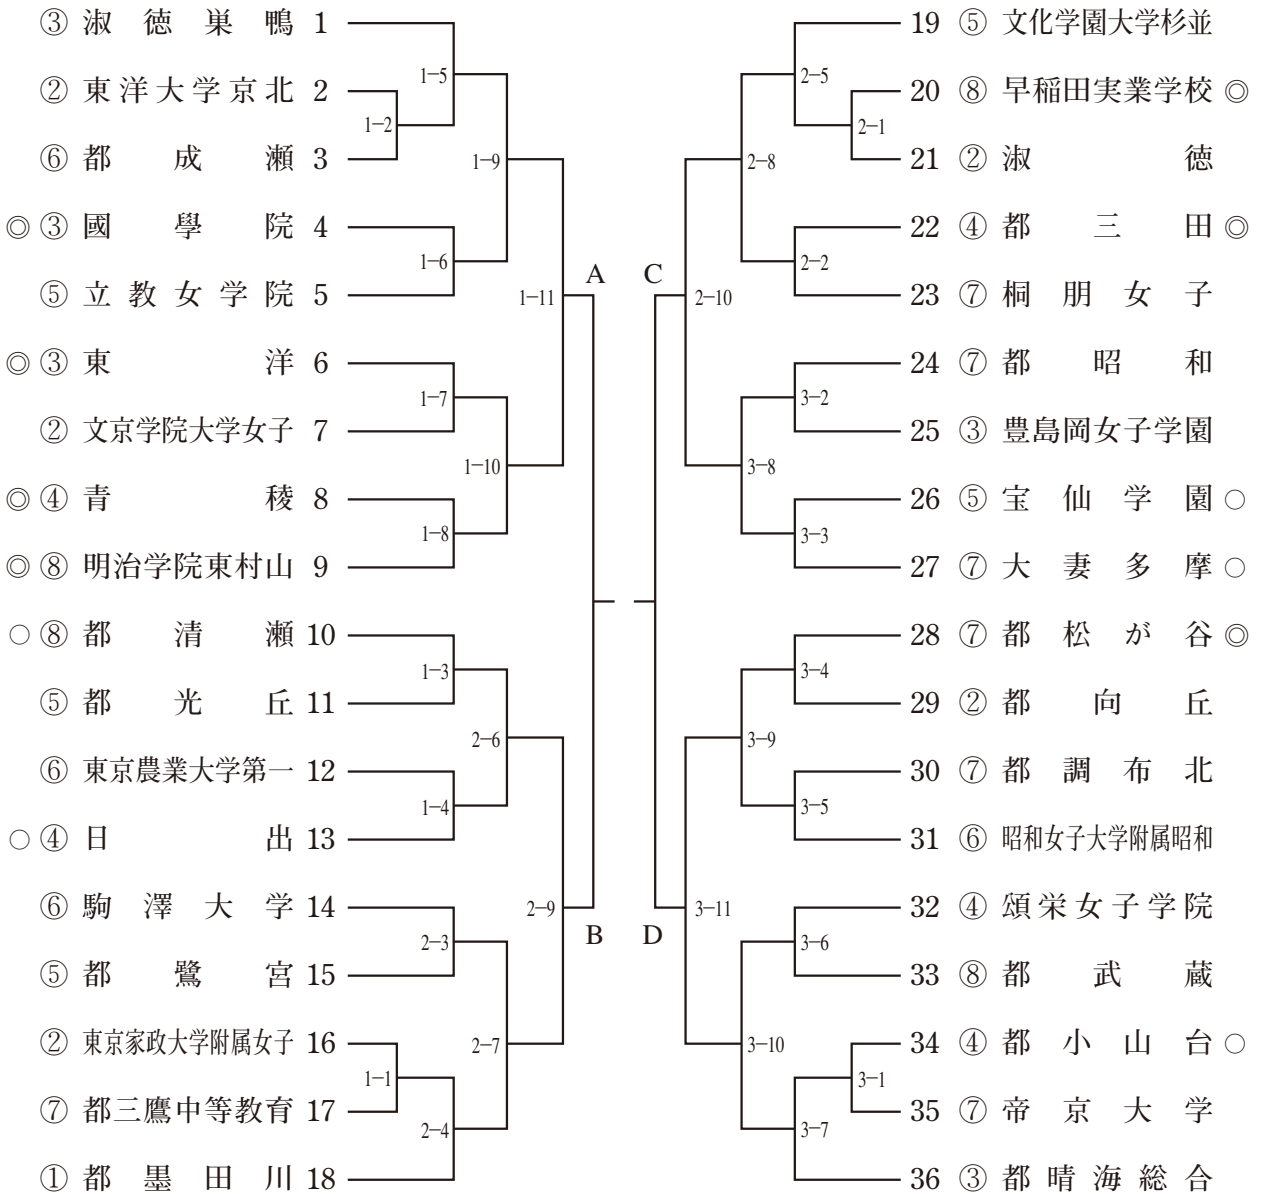 ③ 淑徳巣鴨 1
② 東洋大学京北 2
⑥ 都成瀬 3
◎ ③ 國學院 4
⑤ 立教女学院 5
◎ ③ 東洋 6
② 文京学院大学女子 7
◎ ④ 青稜 8
◎ ⑧ 明治学院東村山 9
○ ⑧ 都清瀬 10
⑤ 都光丘 11
⑥ 東京農業大学第一 12
○ ④ 日出 13
⑥ 駒澤大学 14
⑤ 都鷺宮 15
② 東京家政大学附属女子 16
⑦ 都三鷹中等教育 17
① 都墨田川 18
1-5
1-2
1-9
1-6
1-11
1-7
1-10
1-8
1-3
2-6
1-4
2-9
2-3
2-7
1-1
2-4
A
B
C
D
2-5
2-1
2-8
2-2
2-10
3-2
3-8
3-3
3-4
3-9
3-5
3-11
3-6
3-10
3-1
3-7
19 ⑤ 文化学園大学杉並
20 ⑧ 早稲田実業学校 ◎
21 ② 淑徳
22 ④ 都三田 ◎
23 ⑦ 桐朋女子
24 ⑦ 都昭和
25 ③ 豊島岡女子学園
26 ⑤ 宝仙学園 ○
27 ⑦ 大妻多摩 ○
28 ⑦ 都松が谷 ◎
29 ② 都向丘
30 ⑦ 都調布北
31 ⑥ 昭和女子大学附属昭和
32 ④ 頌栄女子学院
33 ⑧ 都武蔵
34 ④ 都小山台 ○
35 ⑦ 帝京大学
36 ③ 都晴海総合